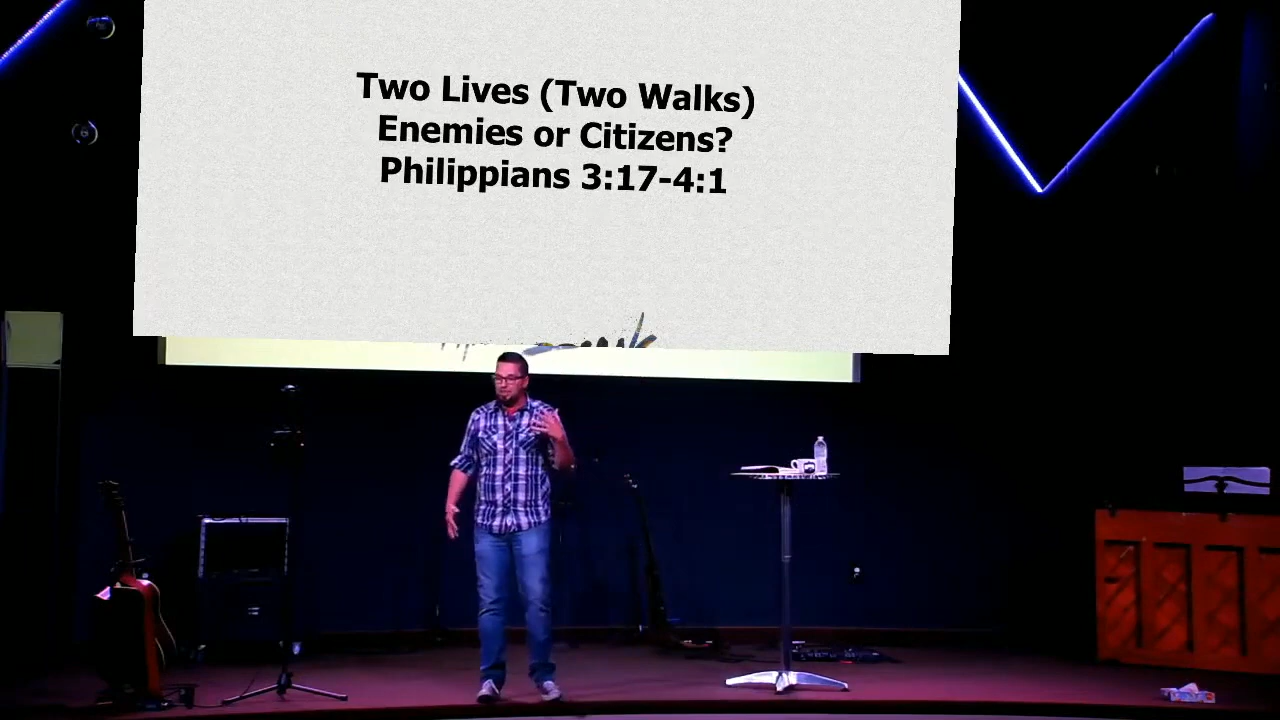 Two Lives (Two Walks)
Enemies or Citizens?
Philippians 3:17-4:1